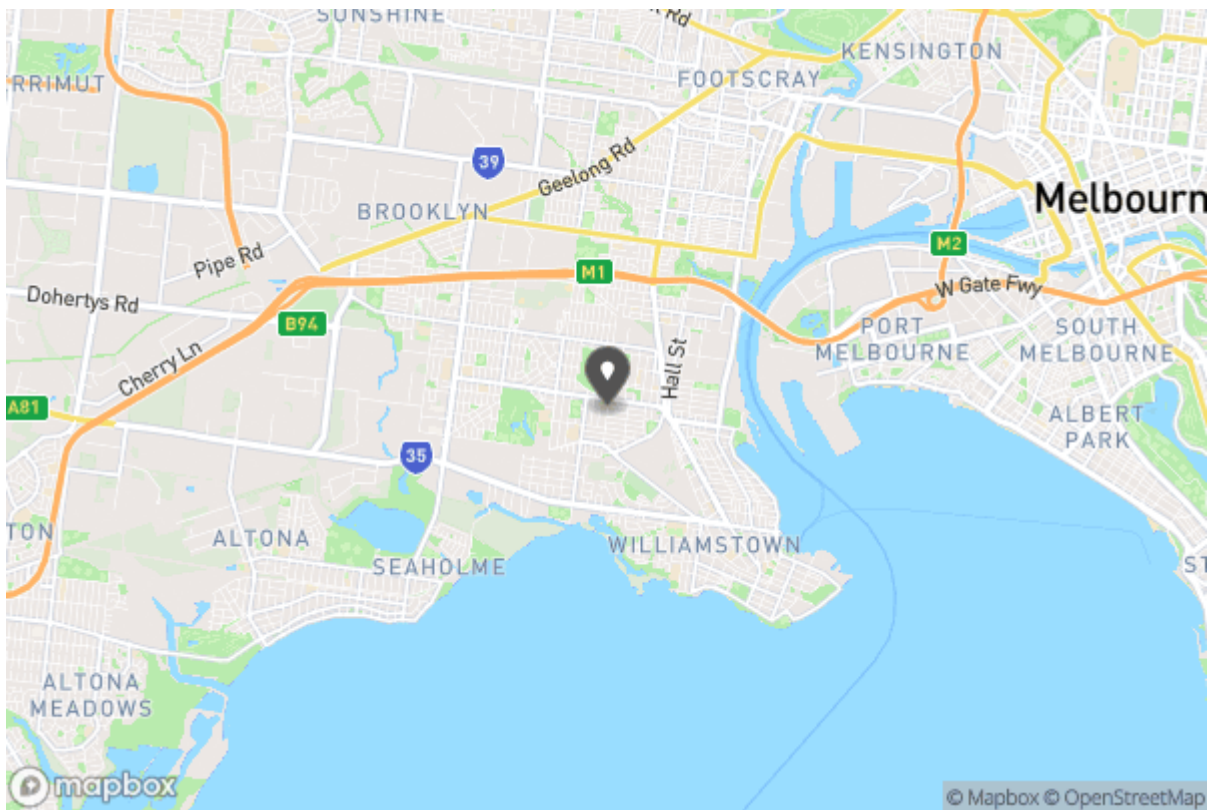 SUNSHINE
Rd
KENSINGTON
FOOTSCRAY
RRIMUT
39
Geelong Rd
Melbourn
BROOKLYN
M2
Pipe Rd
M1
W Gate Fwy
Dohertys Rd
B94
PORT
MELBOURNE
SOUTH
MELBOURNE
Cherry Ln
Hall St
A81
ALBERT
PARK
35
TON
ALTONA
WILLIAMSTOWN
SEAHOLME
ST
ALTONA
MEADOWS
mapbox
© Mapbox © OpenStreetMap